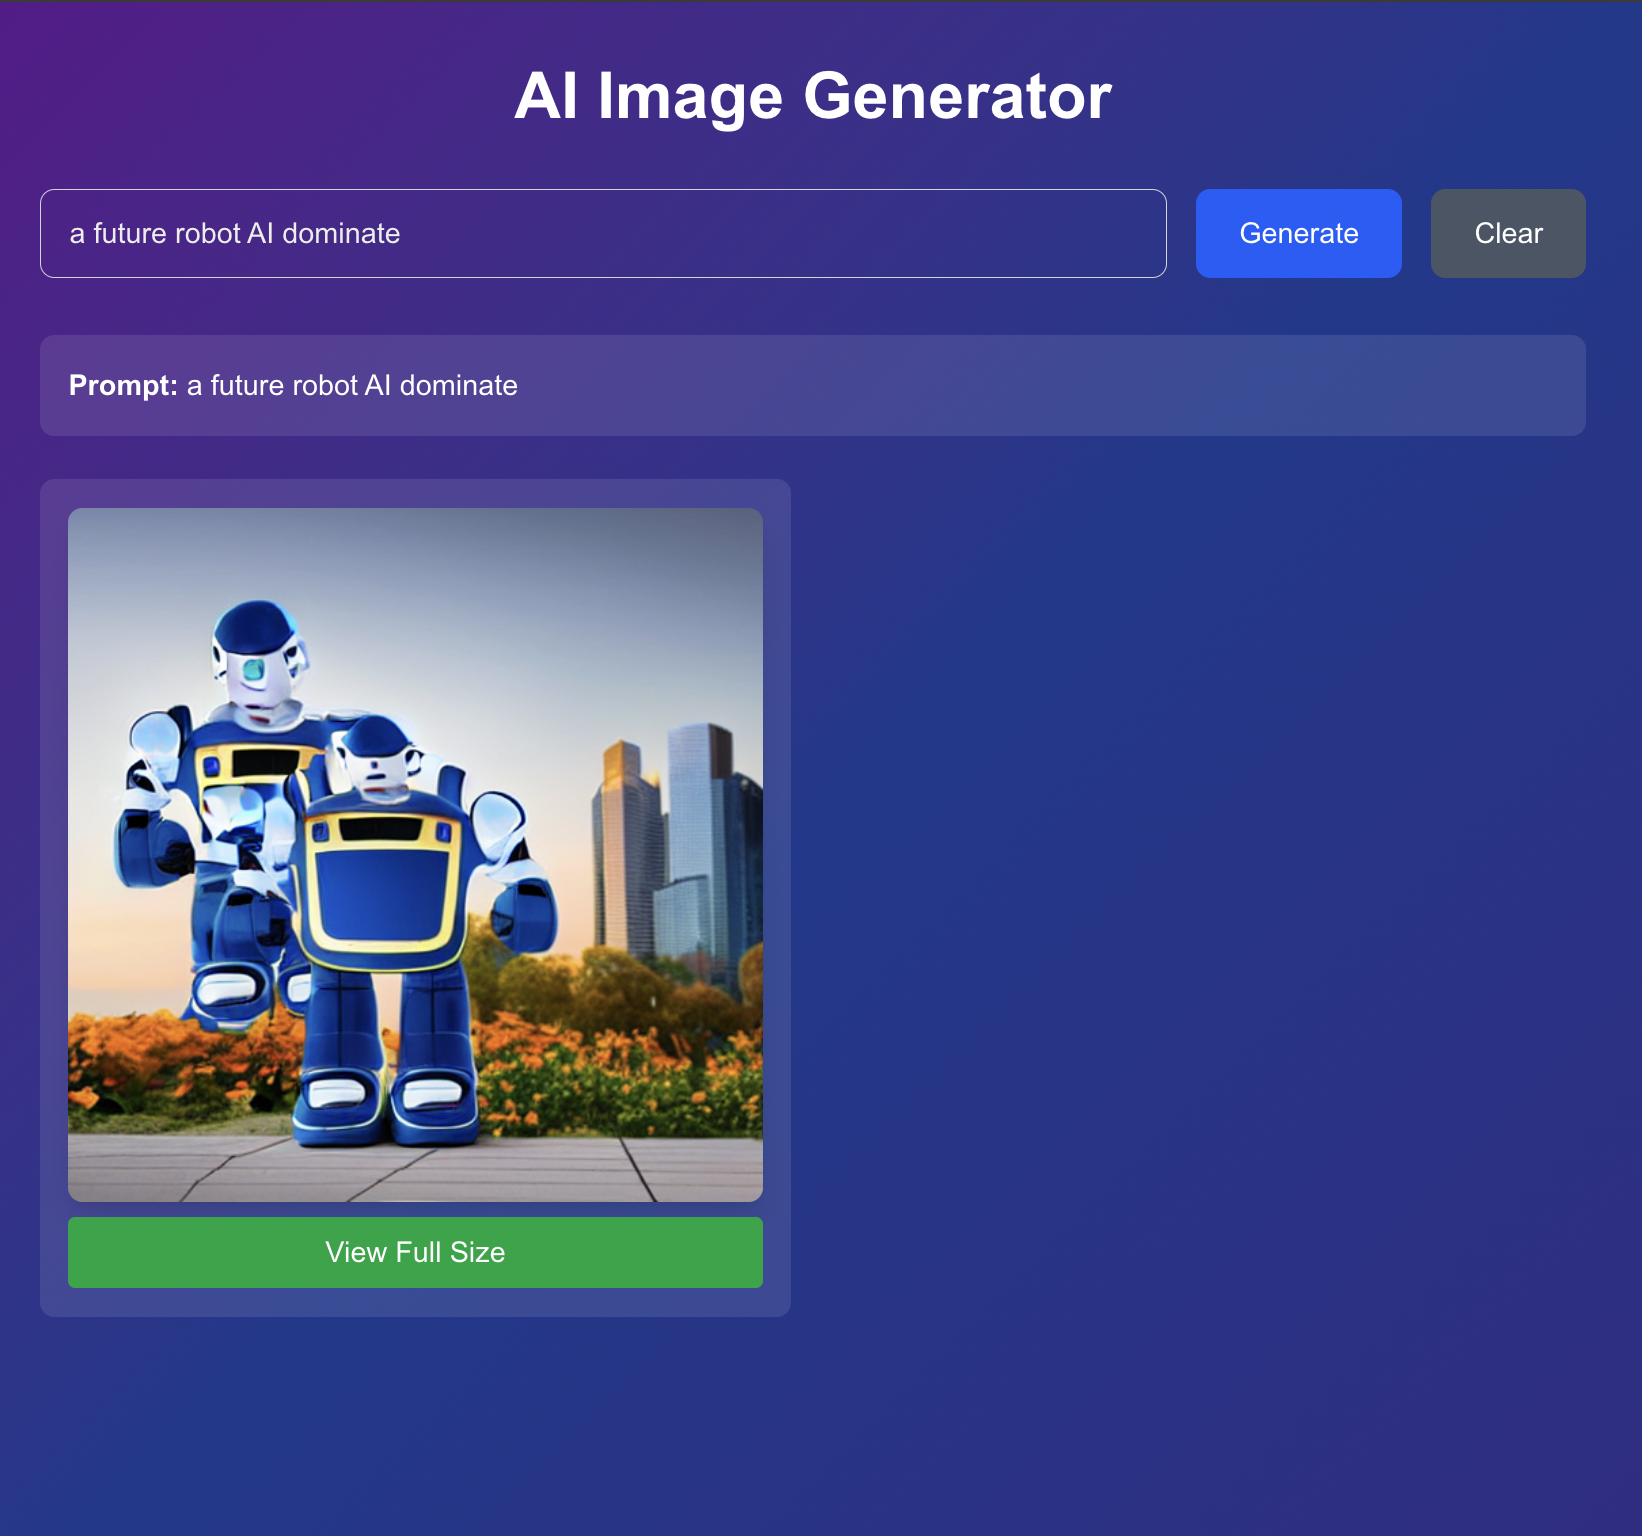 AI Image Generator
a future robot AI dominate
Generate
Clear
Prompt: a future robot AI dominate
View Full Size